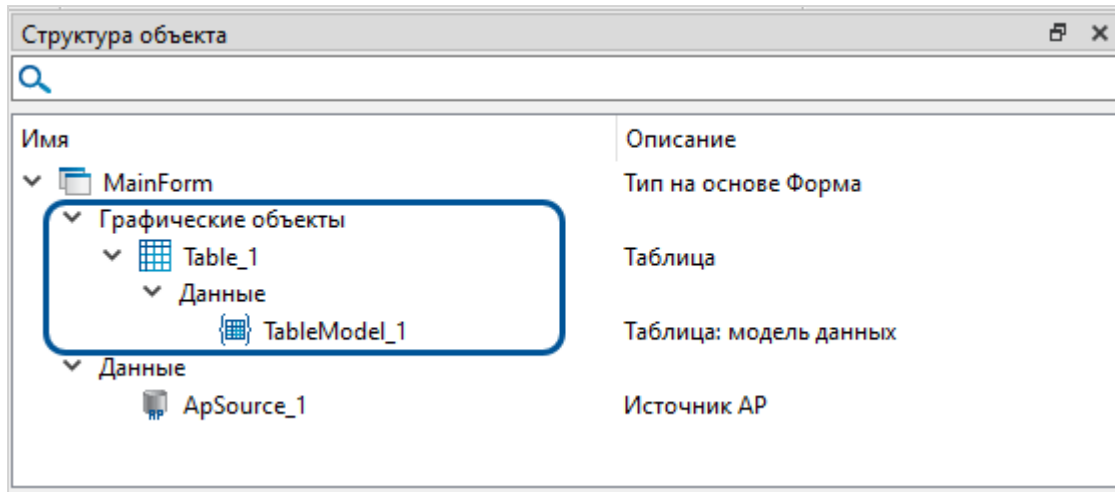 Структура объекта
Имя Описание
MainForm Тип на основе Форма
Графические объекты
Table_1 Таблица
Данные
TableModel_1 Таблица: модель данных
Данные
AP ApSource_1 Источник AP